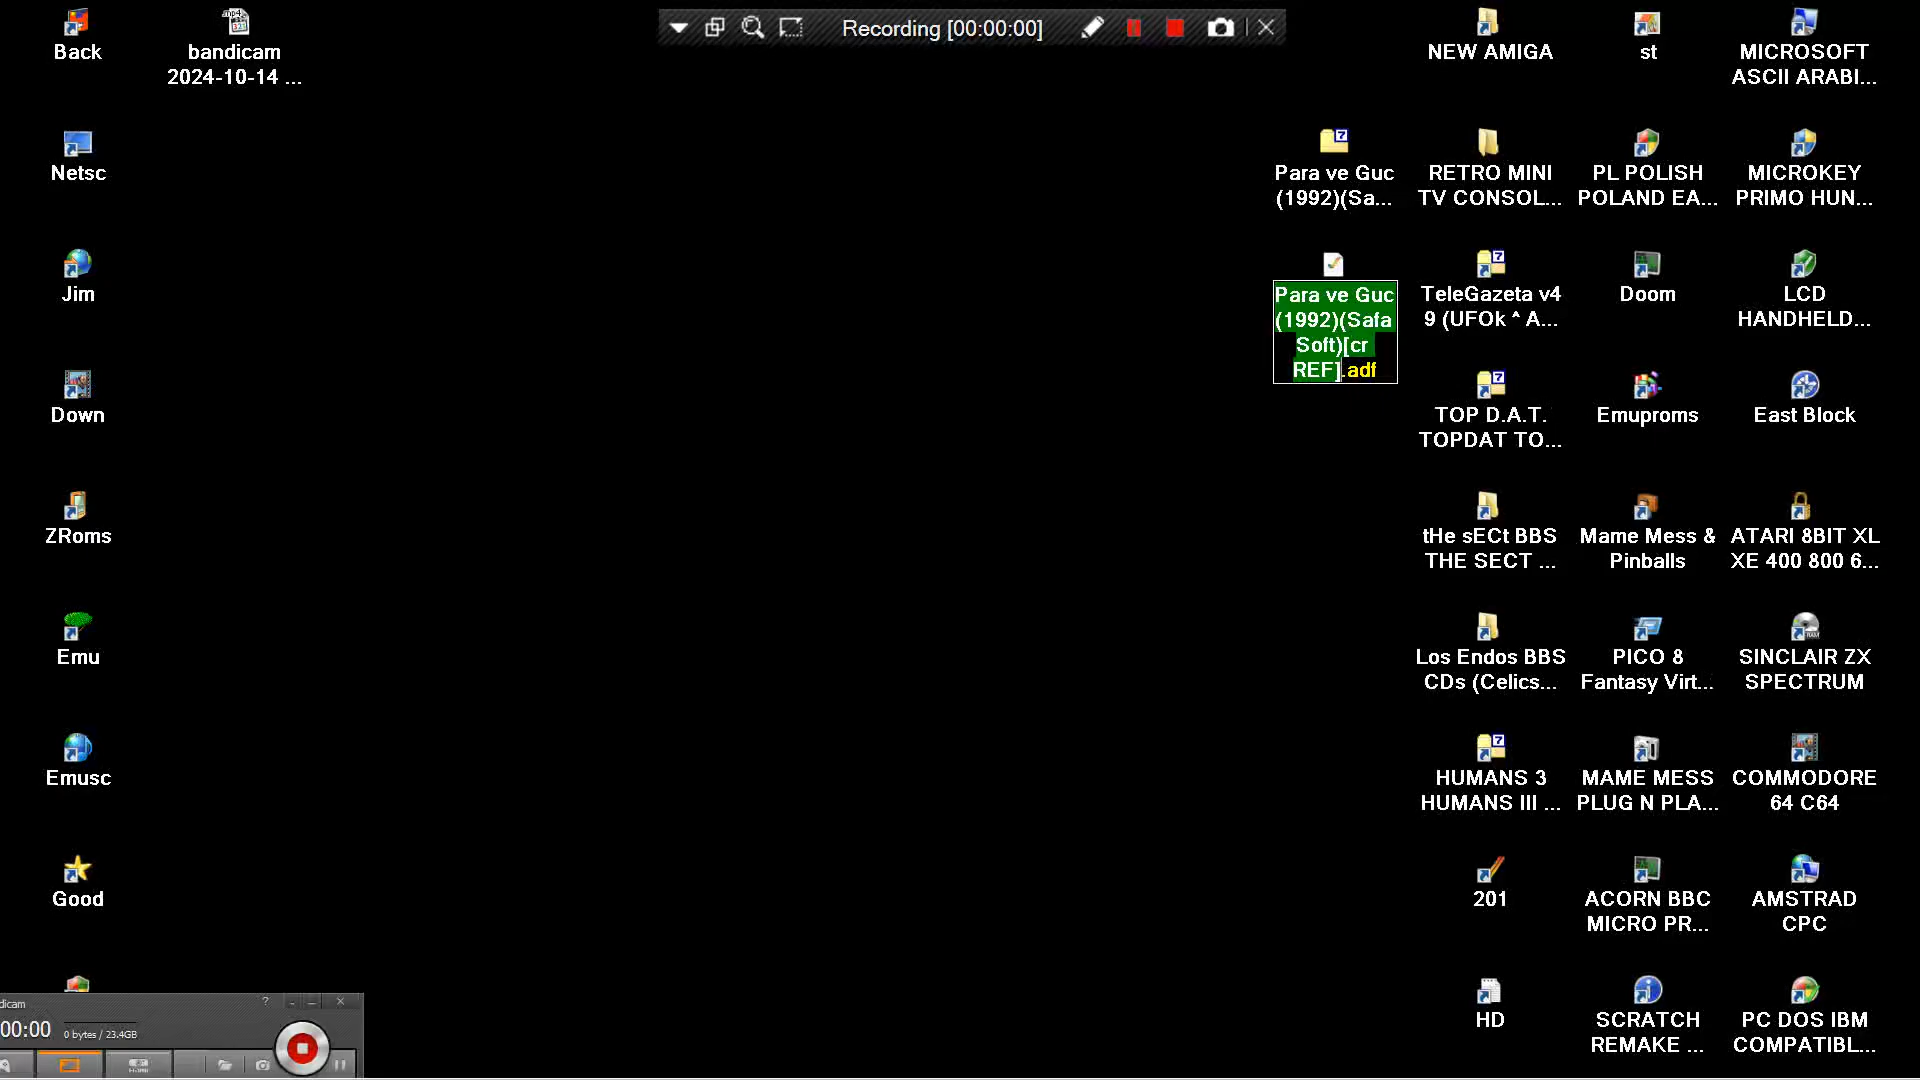 Recording [00:00:00]
Back
bandicam
2024-10-14 ...
Netsc
Jim
Down
ZRoms
Emu
Emusc
Good
NEW AMIGA
st
MICROSOFT
ASCII ARABI...
Para ve Guc
(1992)(Sa...
RETRO MINI
TV CONSOL...
PL POLISH
POLAND EA...
MICROKEY
PRIMO HUN...
Para ve Guc
(1992)(Safa
Soft)[cr
REF].adf
TeleGazeta v4
9 (UFOk ^ A...
Doom
LCD
HANDHELD...
TOP D.A.T.
TOPDAT TO...
Emuproms
East Block
tHe sECt BBS
THE SECT ...
Mame Mess &
Pinballs
ATARI 8BIT XL
XE 400 800 6...
Los Endos BBS
CDs (Celics...
PICO 8
Fantasy Virt...
SINCLAIR ZX
SPECTRUM
HUMANS 3
HUMANS III ...
MAME MESS
PLUG N PLA...
COMMODORE
64 C64
201
ACORN BBC
MICRO PR...
AMSTRAD
CPC
HD
SCRATCH
REMAKE ...
PC DOS IBM
COMPATIBL...
dicam
00:00
0 bytes / 23.4GB